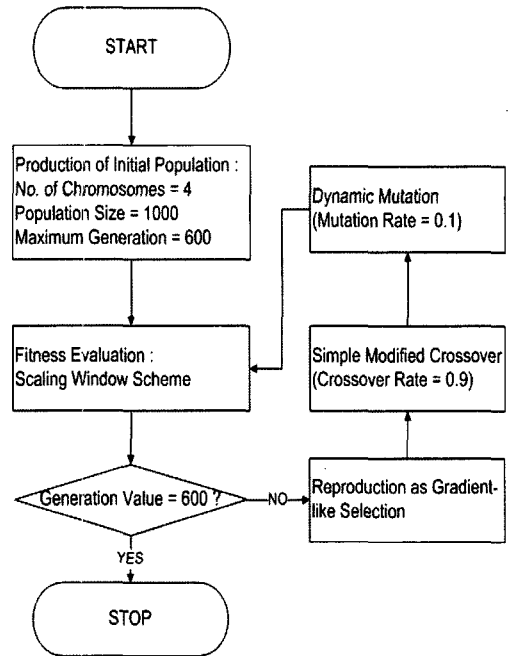 START
Production of Initial Population :
No. of Chromosomes = 4
Population Size = 1000
Maximum Generation = 600
Dynamic Mutation
(Mutation Rate = 0.1)
Fitness Evaluation :
Scaling Window Scheme
Simple Modified Crossover
(Crossover Rate = 0.9)
Generation Value = 600 ?
NO
Reproduction as Gradient-
like Selection
YES
STOP